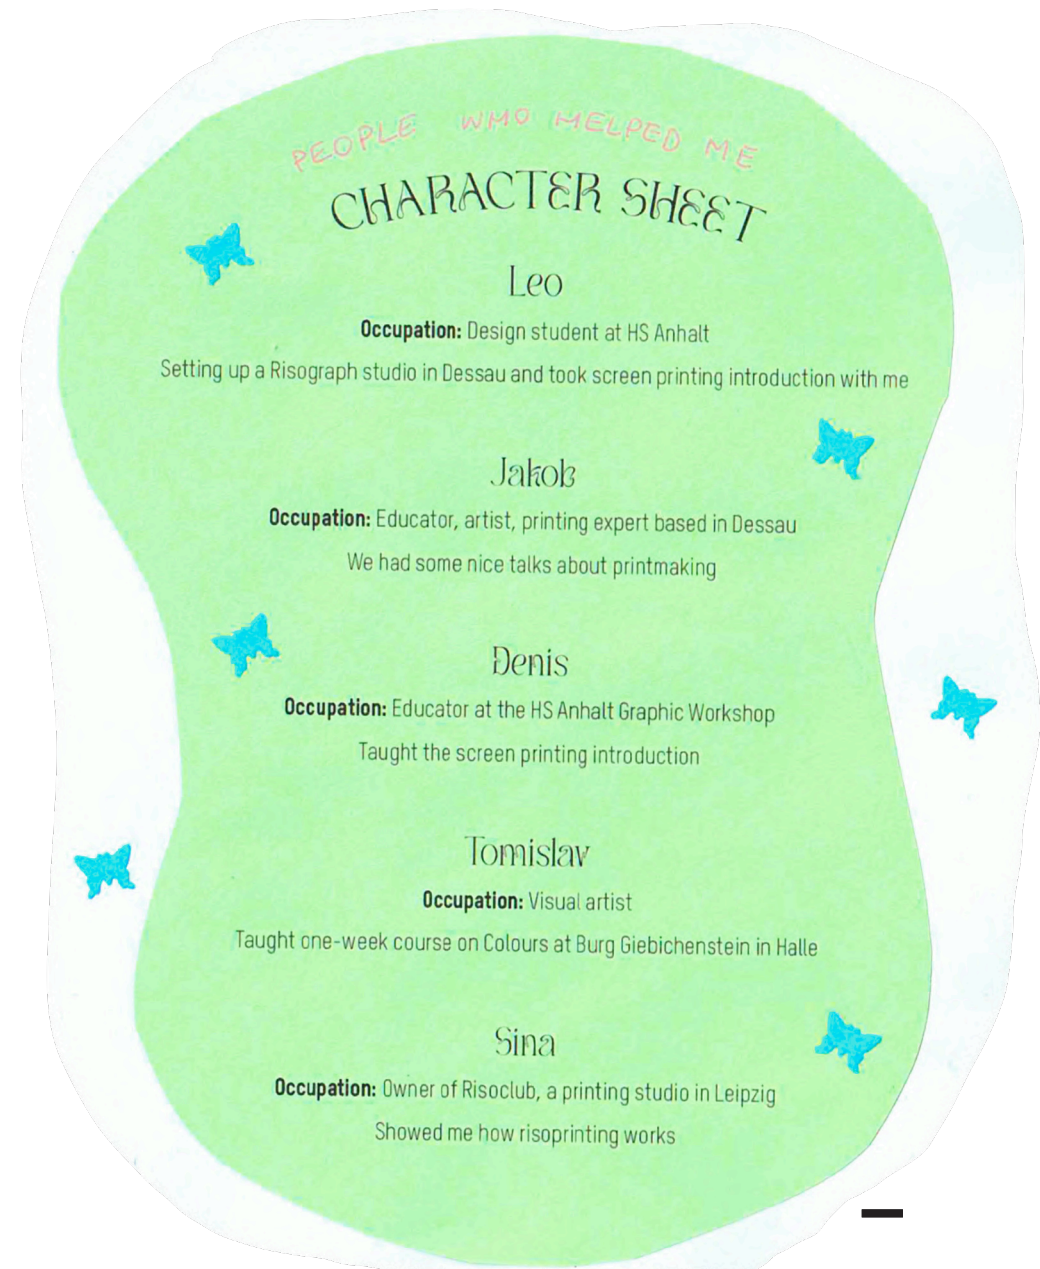 PEOPLE WHO HELPED ME
CHARACTER SHEET
Leo
Occupation: Design student at HS Anhalt
Setting up a Risograph studio in Dessau and took screen printing introduction with me
Jakob
Occupation: Educator, artist, printing expert based in Dessau
We had some nice talks about printmaking
Denis
Occupation: Educator at the HS Anhalt Graphic Workshop
Taught the screen printing introduction
Tomislav
Occupation: Visual artist
Taught one-week course on Colours at Burg Giebichenstein in Halle
Sina
Occupation: Owner of Risoclub, a printing studio in Leipzig
Showed me how risoprinting works